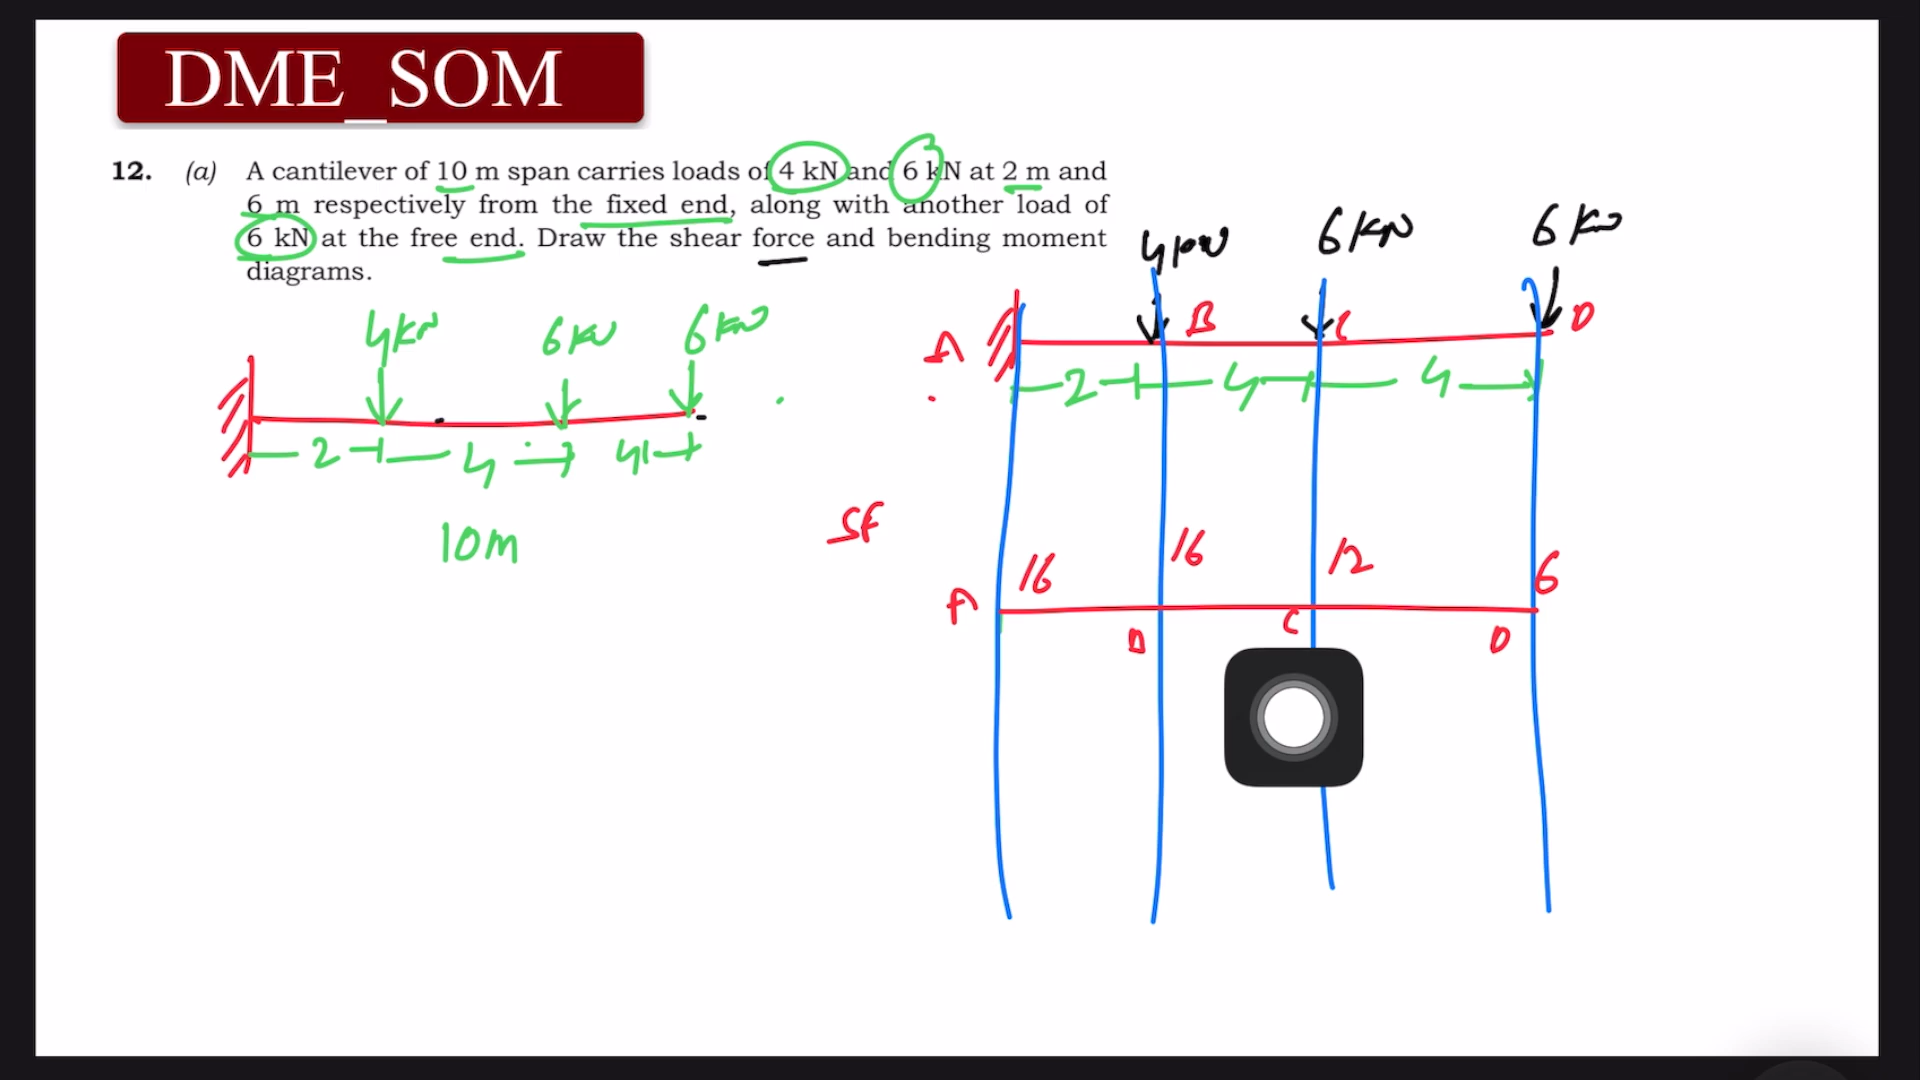 DME_SOM
12. (a) A cantilever of 10 m span carries loads of 4 kN and 6 kN at 2 m and
6 m respectively from the fixed end, along with another load of
6 kN at the free end. Draw the shear force and bending moment
diagrams.
4kN 6kN 6kN
2 4 4
10m
4kN 6kN 6kN
A B C D
2 4 4
SF
16 16 12 6
A B C D